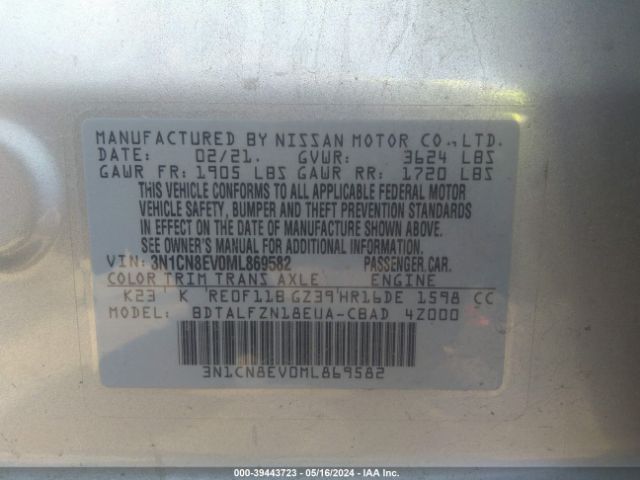 MANUFACTURED BY NISSAN MOTOR CO.,LTD.
DATE: 02/21. GVWR: 3624 LBS
GAWR FR: 1905 LBS GAWR RR: 1720 LBS
THIS VEHICLE CONFORMS TO ALL APPLICABLE FEDERAL MOTOR
VEHICLE SAFETY, BUMPER AND THEFT PREVENTION STANDARDS
IN EFFECT ON THE DATE OF MANUFACTURE SHOWN ABOVE.
SEE OWNER'S MANUAL FOR ADDITIONAL INFORMATION.
VIN: 3N1CN8EV0ML869582 PASSENGER.CAR.
COLOR TRIM TRANS AXLE ENGINE
K23 K RE0F11B GZ39 HR16DE 1598 CC
MODEL: BDTALFZN18EUA-CBAD 4Z000
3N1CN8EV0ML869582
000-39443723 - 05/16/2024 - IAA Inc.